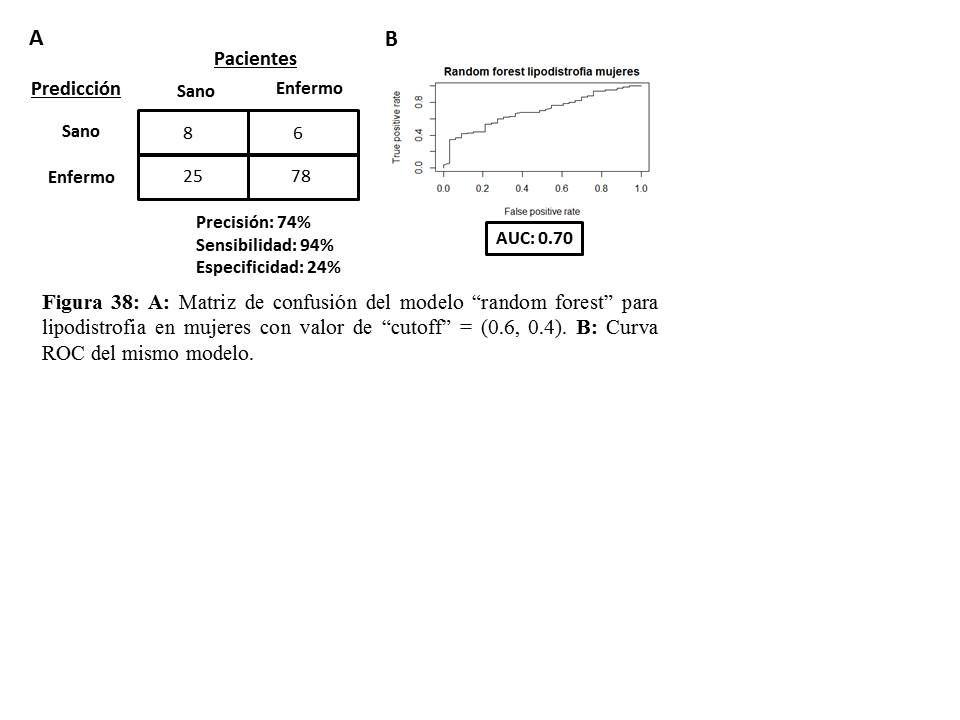 A
Pacientes
Predicción
Sano
Enfermo
Sano
8
6
Enfermo
25
78
Precisión: 74%
Sensibilidad: 94%
Especificidad: 24%
B
Random forest lipodistrofia mujeres
True positive rate
0.8
0.4
0.0
0.0 0.2 0.4 0.6 0.8 1.0
False positive rate
AUC: 0.70
Figura 38: A: Matriz de confusión del modelo “random forest” para
lipodistrofia en mujeres con valor de “cutoff” = (0.6, 0.4). B: Curva
ROC del mismo modelo.